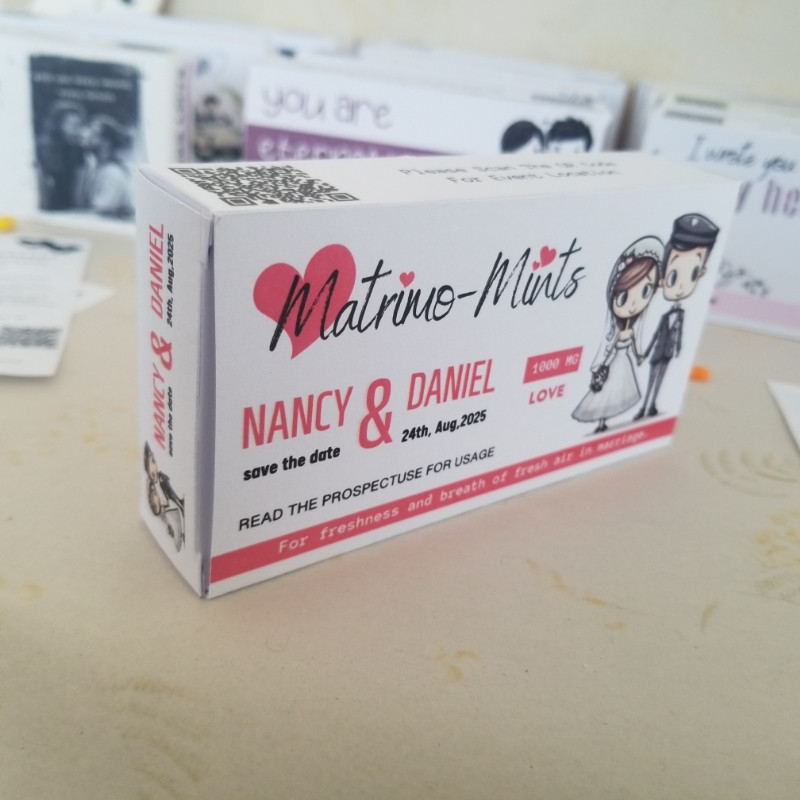 you are
I wrote you
Please Scan The QR Code
For Event Location
Matrimo-Mints
NANCY & DANIEL
save the date
24th, Aug,2025
1000 MG
LOVE
READ THE PROSPECTUSE FOR USAGE
For freshness and breath of fresh air in marriage.
NANCY & DANIEL
save the date
24th, Aug,2025